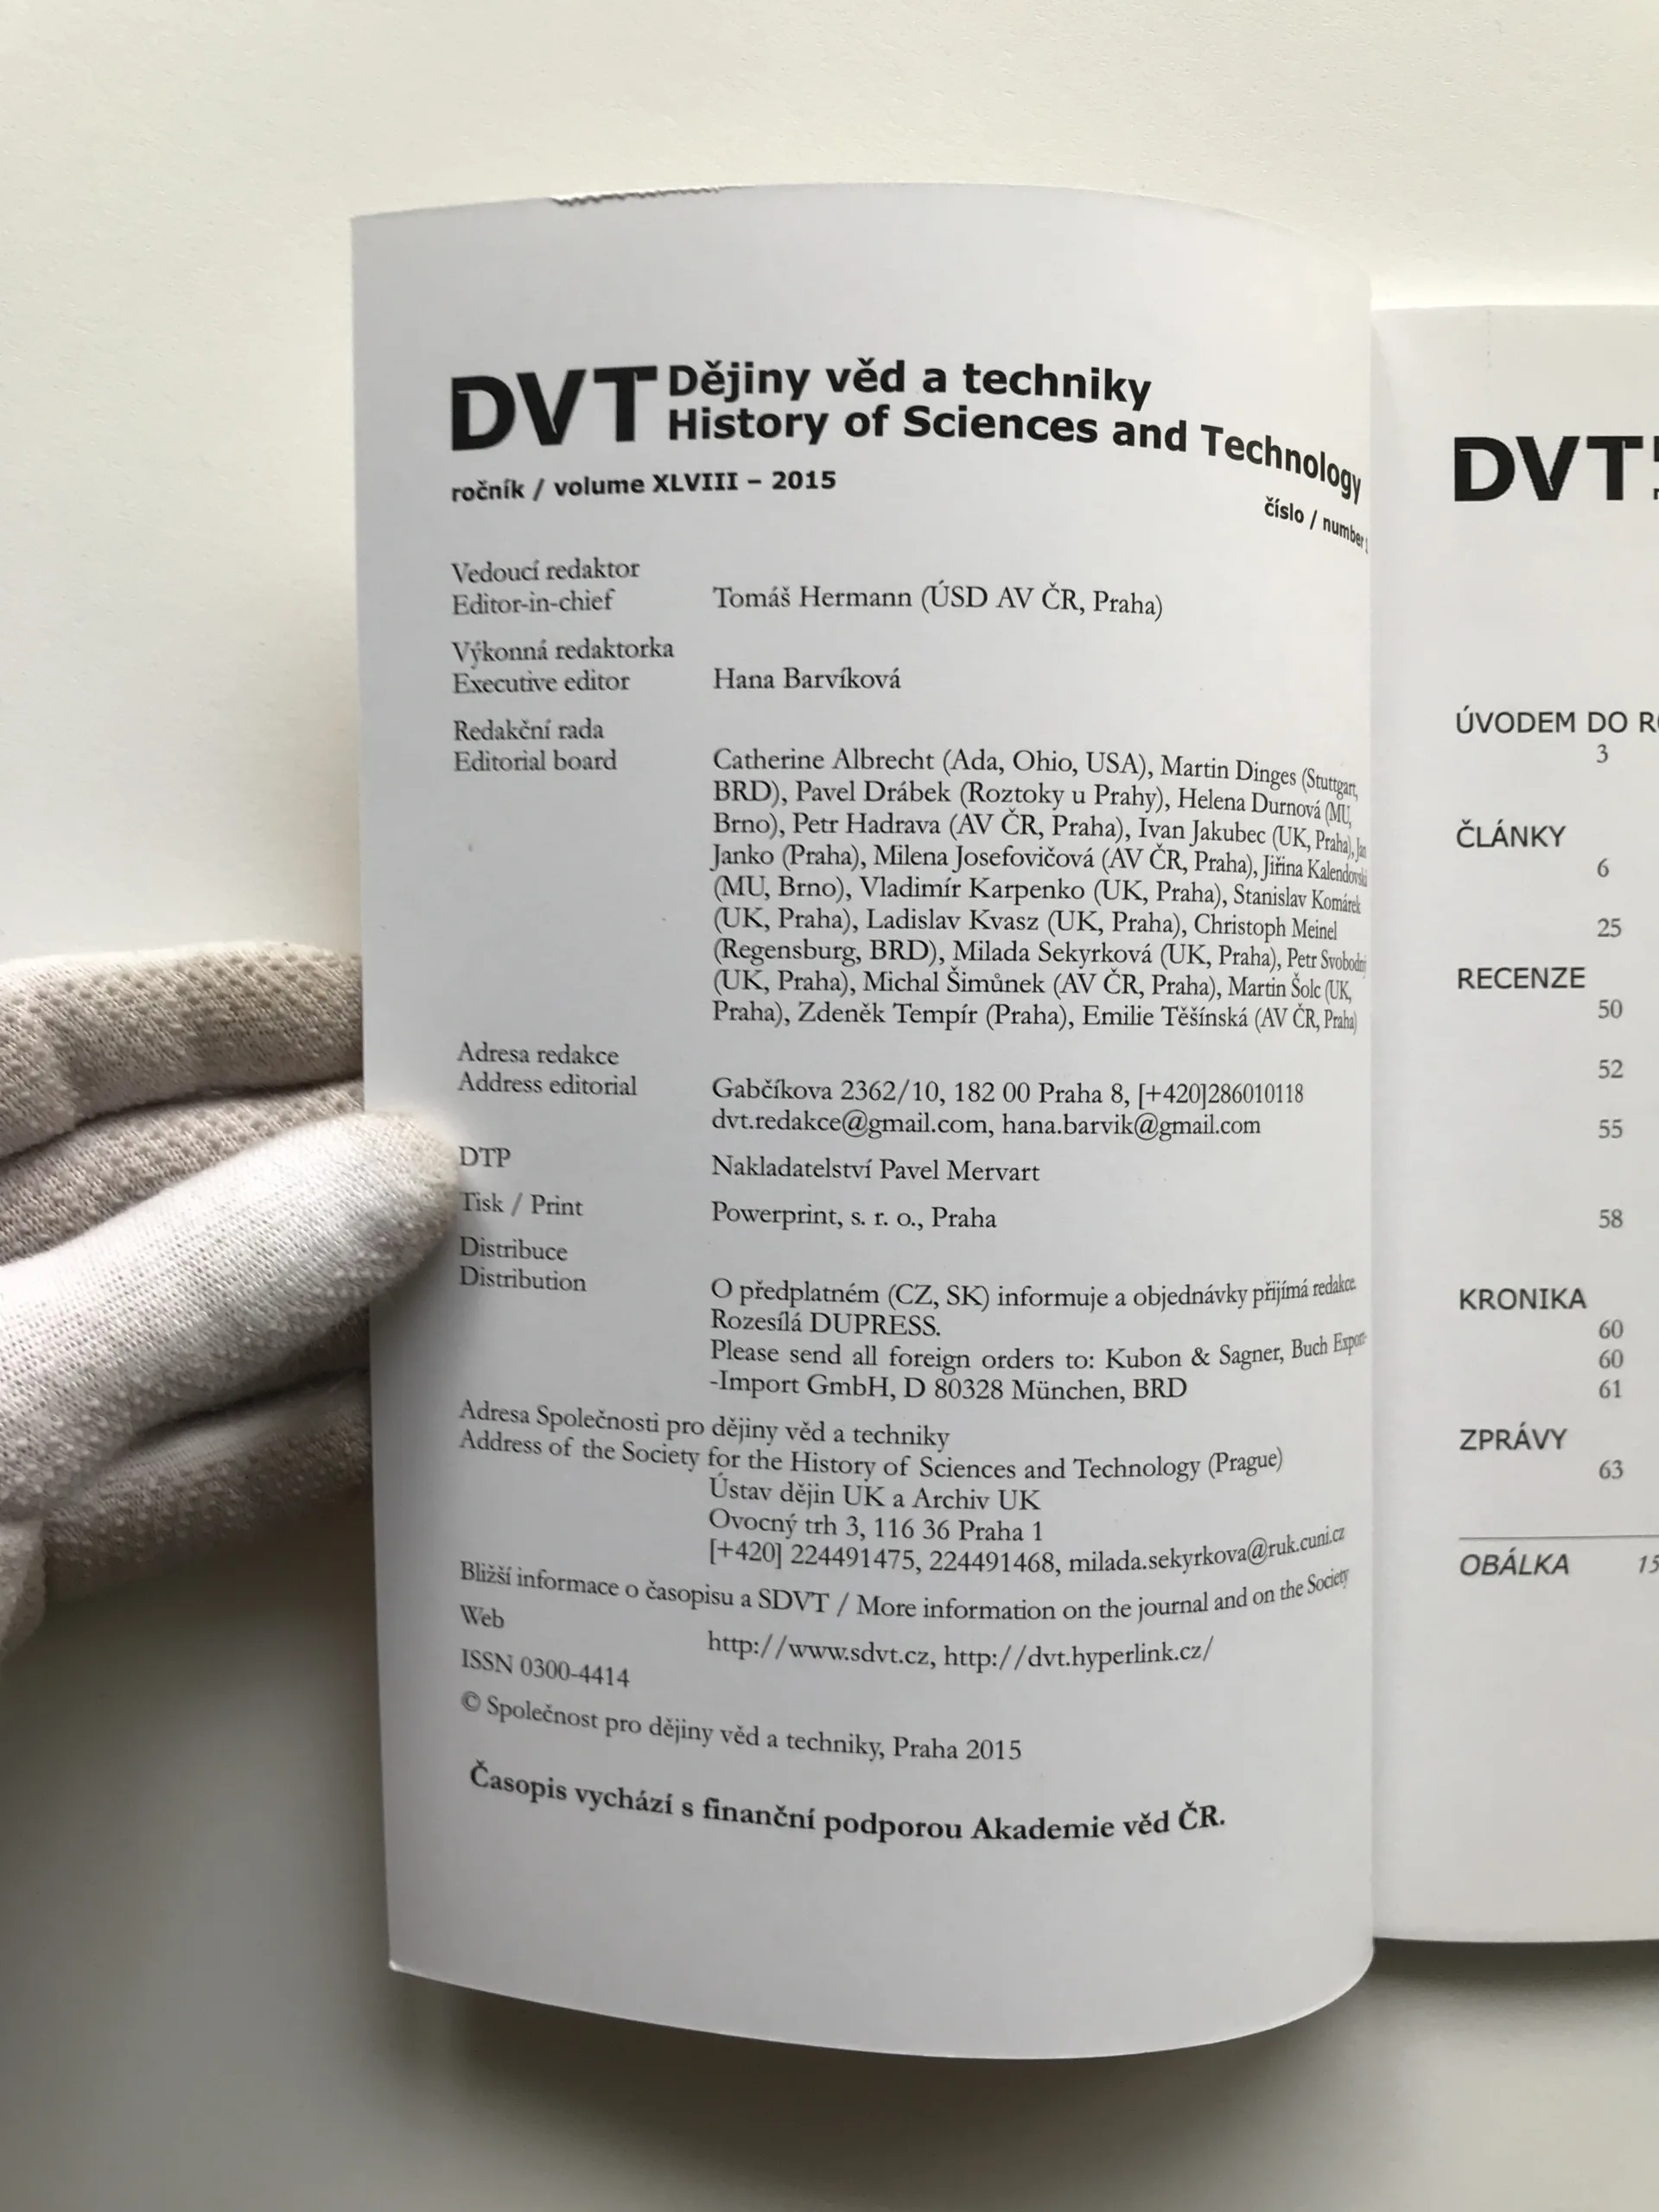 DVT Dějiny věd a techniky
History of Sciences and Technology
ročník / volume XLVIII – 2015
číslo / number
Vedoucí redaktor
Editor-in-chief Tomáš Hermann (ÚSD AV ČR, Praha)
Výkonná redaktorka
Executive editor Hana Barvíková
Redakční rada
Editorial board Catherine Albrecht (Ada, Ohio, USA), Martin Dinges (Stuttgart,
BRD), Pavel Drábek (Roztoky u Prahy), Helena Durnová (MU,
Brno), Petr Hadrava (AV ČR, Praha), Ivan Jakubec (UK, Praha), Jan
Janko (Praha), Milena Josefovičová (AV ČR, Praha), Jiřina Kalendovská
(MU, Brno), Vladimír Karpenko (UK, Praha), Stanislav Komárek
(UK, Praha), Ladislav Kvasz (UK, Praha), Christoph Meinel
(Regensburg, BRD), Milada Sekyrková (UK, Praha), Petr Svobodný
(UK, Praha), Michal Šimůnek (AV ČR, Praha), Martin Šolc (UK,
Praha), Zdeněk Tempír (Praha), Emilie Těšínská (AV ČR, Praha)
Adresa redakce
Address editorial Gabčíkova 2362/10, 182 00 Praha 8, [+420]286010118
dvt.redakce@gmail.com, hana.barvik@gmail.com
DTP Nakladatelství Pavel Mervart
Tisk / Print Powerprint, s. r. o., Praha
Distribuce
Distribution O předplatném (CZ, SK) informuje a objednávky přijímá redakce.
Rozesílá DUPRESS.
Please send all foreign orders to: Kubon & Sagner, Buch Export-
-Import GmbH, D 80328 München, BRD
Adresa Společnosti pro dějiny věd a techniky
Address of the Society for the History of Sciences and Technology (Prague)
Ústav dějin UK a Archiv UK
Ovocný trh 3, 116 36 Praha 1
[+420] 224491475, 224491468, milada.sekyrkova@ruk.cuni.cz
Bližší informace o časopisu a SDVT / More information on the journal and on the Society
Web http://www.sdvt.cz, http://dvt.hyperlink.cz/
ISSN 0300-4414
© Společnost pro dějiny věd a techniky, Praha 2015
Časopis vychází s finanční podporou Akademie věd ČR.
DVT
ÚVODEM DO
3
ČLÁNKY
6
25
RECENZE
50
52
55
58
KRONIKA
60
60
61
ZPRÁVY
63
OBÁLKA 15